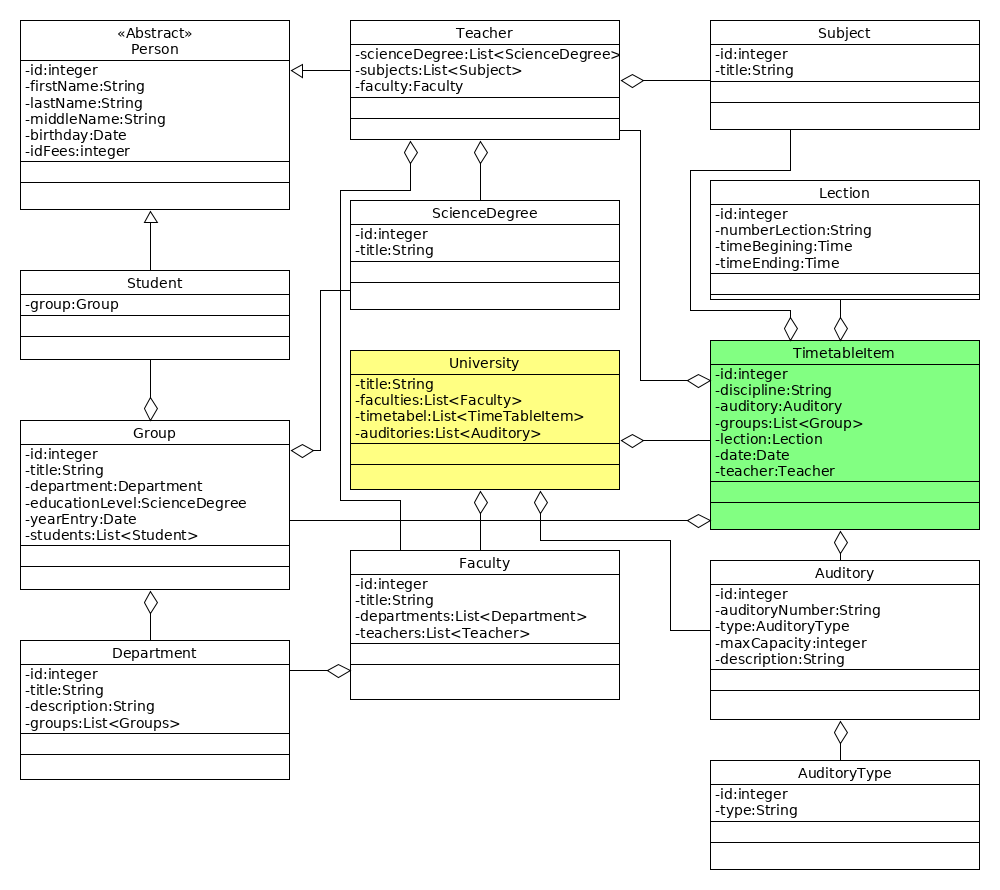 «Abstract»
Person
-id:integer
-firstName:String
-lastName:String
-middleName:String
-birthday:Date
-idFees:integer
Teacher
-scienceDegree:List<ScienceDegree>
-subjects:List<Subject>
-faculty:Faculty
Subject
-id:integer
-title:String
ScienceDegree
-id:integer
-title:String
Lection
-id:integer
-numberLection:String
-timeBegining:Time
-timeEnding:Time
Student
-group:Group
University
-title:String
-faculties:List<Faculty>
-timetabel:List<TimeTableItem>
-auditories:List<Auditory>
TimetableItem
-id:integer
-discipline:String
-auditory:Auditory
-groups:List<Group>
-lection:Lection
-date:Date
-teacher:Teacher
Group
-id:integer
-title:String
-department:Department
-educationLevel:ScienceDegree
-yearEntry:Date
-students:List<Student>
Faculty
-id:integer
-title:String
-departments:List<Department>
-teachers:List<Teacher>
Auditory
-id:integer
-auditoryNumber:String
-type:AuditoryType
-maxCapacity:integer
-description:String
Department
-id:integer
-title:String
-description:String
-groups:List<Groups>
AuditoryType
-id:integer
-type:String